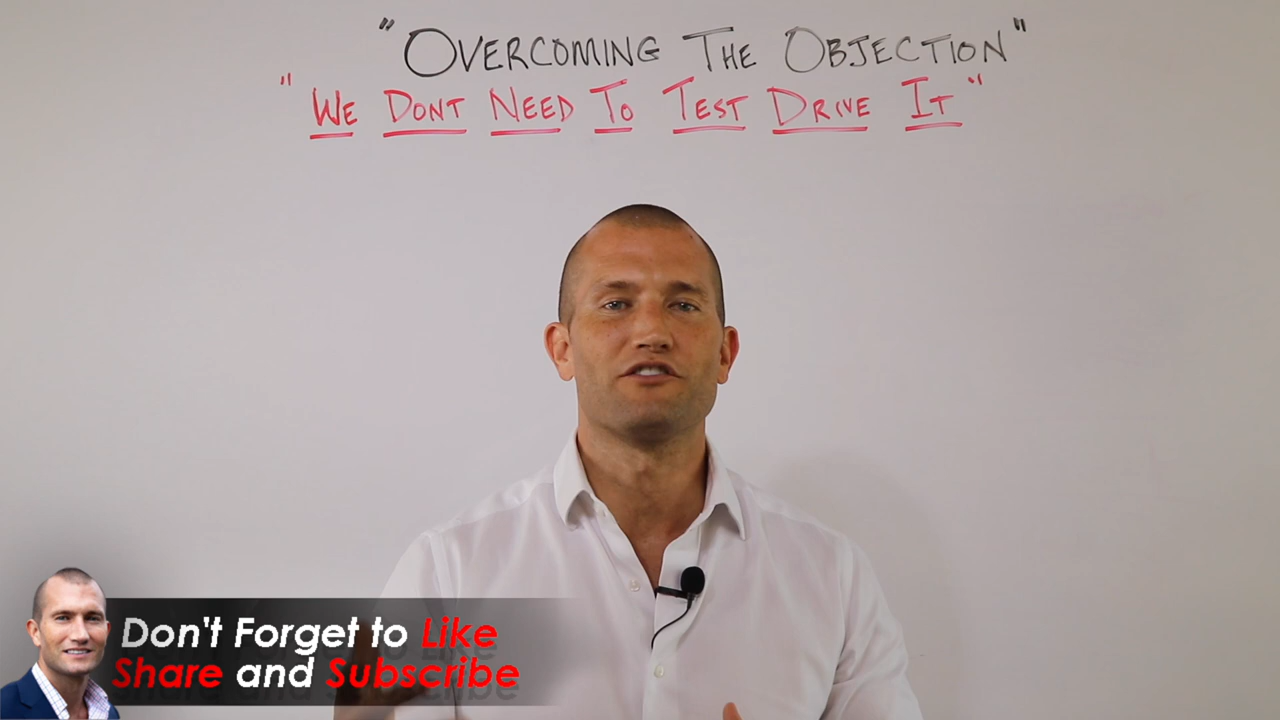 "OVERCOMING THE OBJECTION"
"WE DONT NEED TO TEST DRIVE IT"
Don't Forget to Like
Share and Subscribe